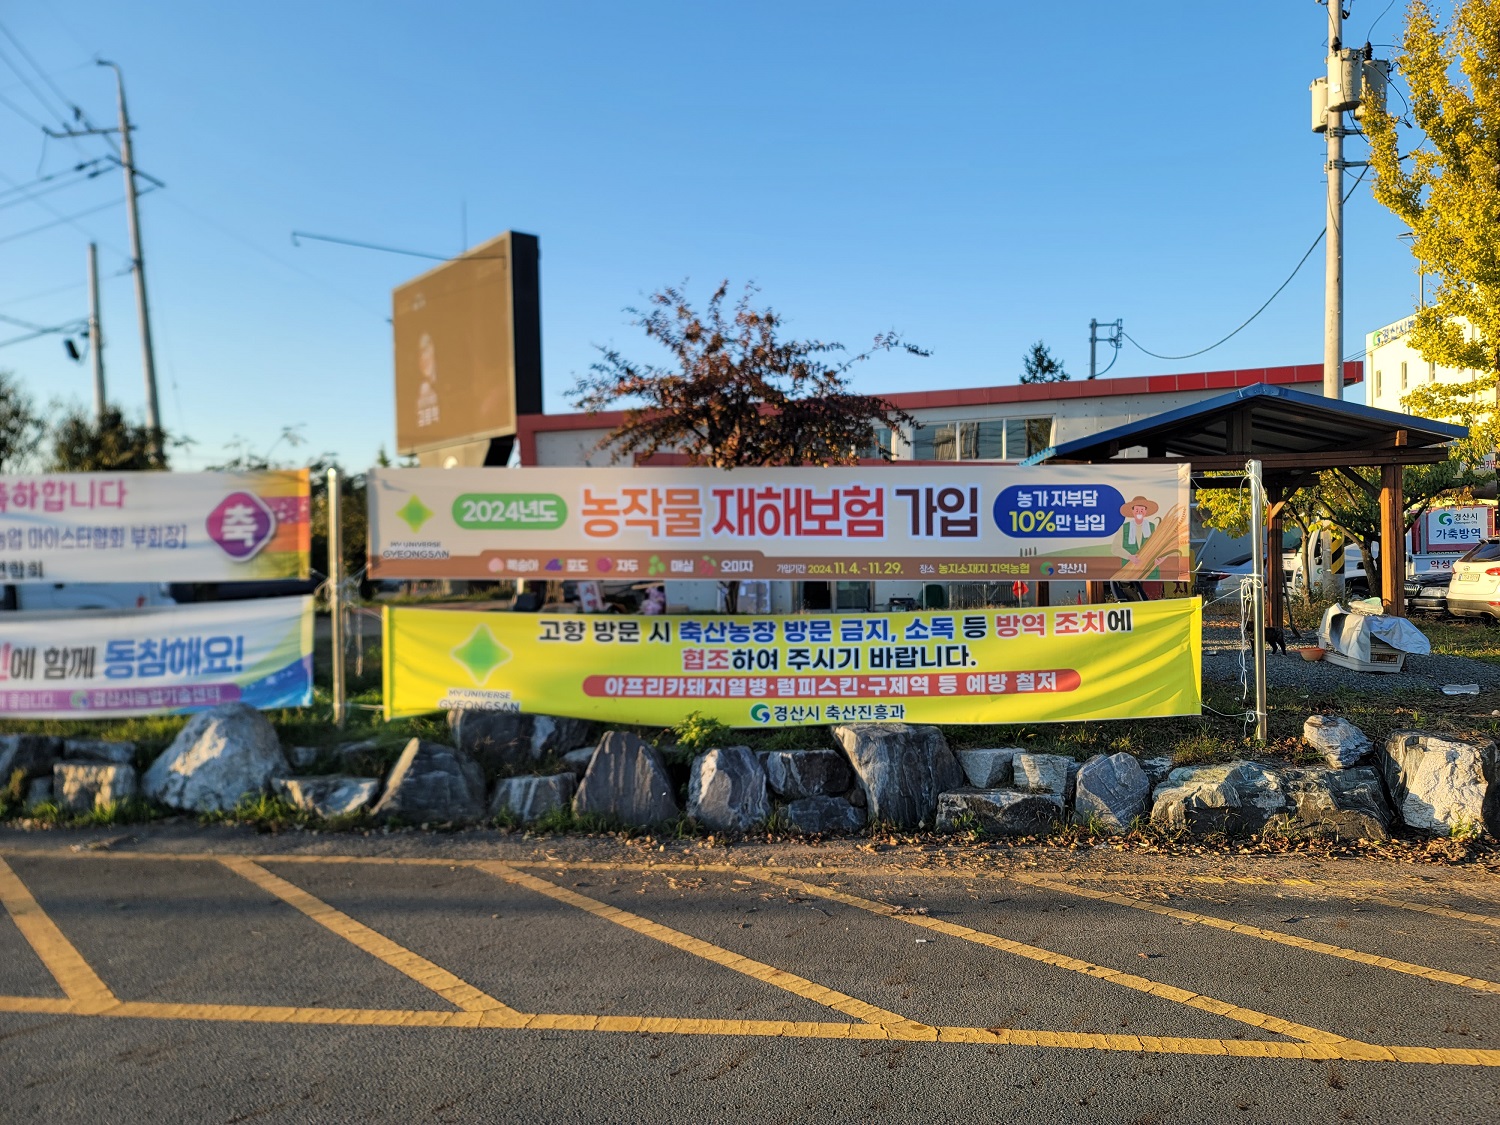 축하합니다
축
농업 마이스터협회 부회장]
연합회
에 함께 동참해요!
경산시농업기술센터
MY UNIVERSE
GYEONGSAN
2024년도 농작물 재해보험 가입
농가 자부담
10%만 납입
복숭아 포도 자두 매실 오미자
가입기간 2024.11.4.~11.29. 장소 농지소재지 지역농협 경산시
MY UNIVERSE
GYEONGSAN
고향 방문 시 축산농장 방문 금지, 소독 등 방역 조치에
협조하여 주시기 바랍니다.
아프리카돼지열병·럼피스킨·구제역 등 예방 철저
경산시 축산진흥과
경산시
가축방역